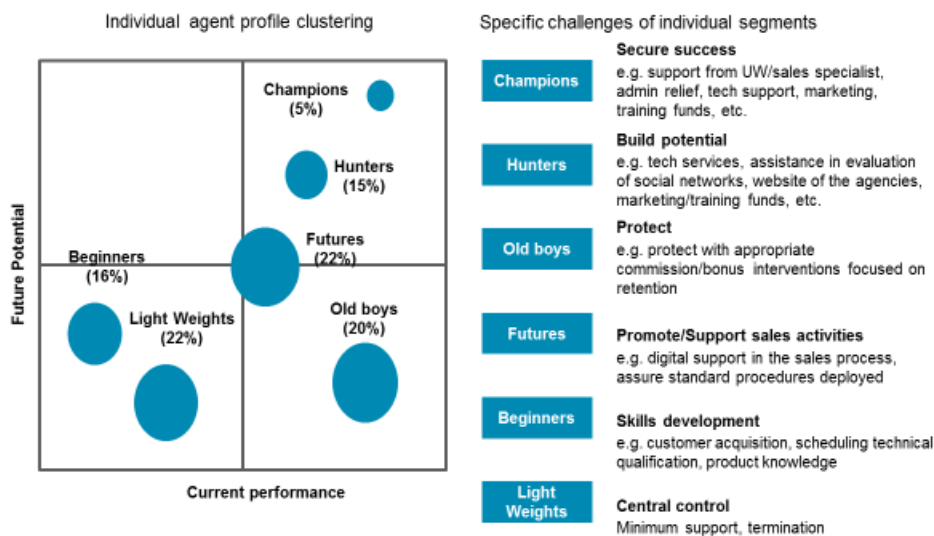 Individual agent profile clustering
Champions
(5%)
Hunters
(15%)
Futures
(22%)
Beginners
(16%)
Light Weights
(22%)
Old boys
(20%)
Future Potential
Current performance
Specific challenges of individual segments
Champions
Secure success
e.g. support from UW/sales specialist,
admin relief, tech support, marketing,
training funds, etc.
Hunters
Build potential
e.g. tech services, assistance in evaluation
of social networks, website of the agencies,
marketing/training funds, etc.
Old boys
Protect
e.g. protect with appropriate
commission/bonus interventions focused on
retention
Futures
Promote/Support sales activities
e.g. digital support in the sales process,
assure standard procedures deployed
Beginners
Skills development
e.g. customer acquisition, scheduling technical
qualification, product knowledge
Light
Weights
Central control
Minimum support, termination